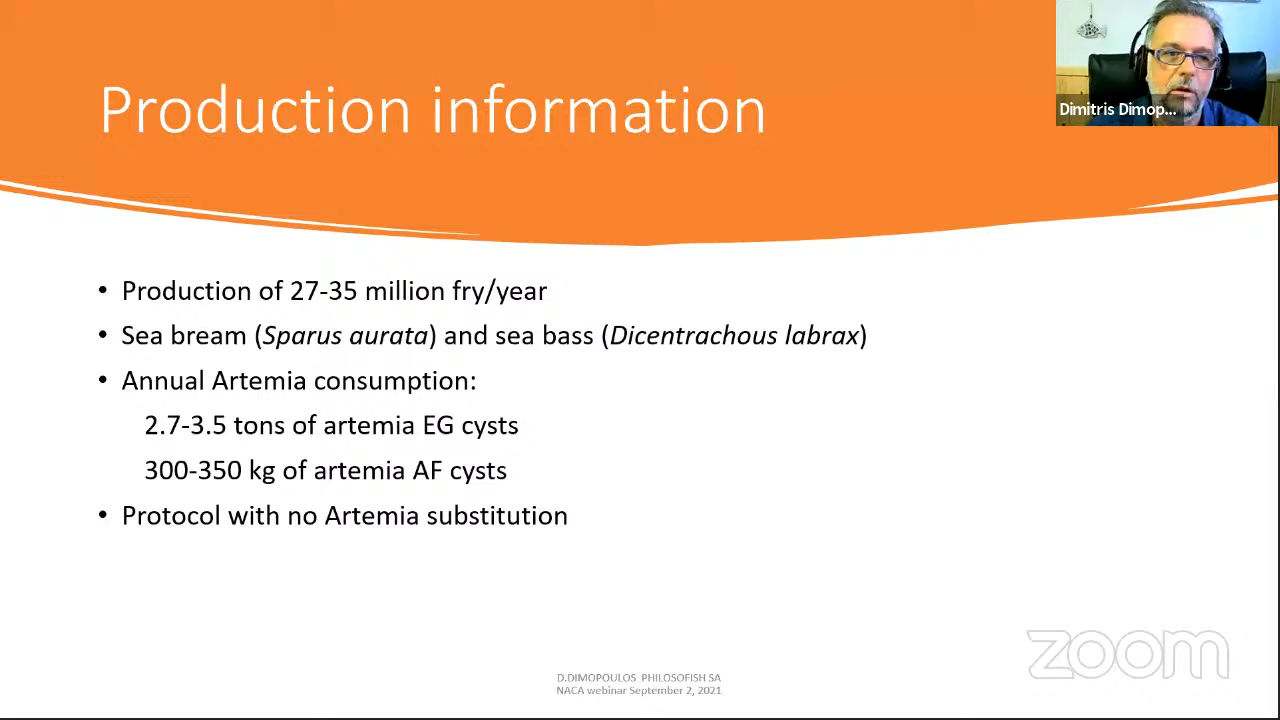 Production information
Dimitris Dimop...
• Production of 27-35 million fry/year
• Sea bream (Sparus aurata) and sea bass (Dicentrachous labrax)
• Annual Artemia consumption:
2.7-3.5 tons of artemia EG cysts
300-350 kg of artemia AF cysts
• Protocol with no Artemia substitution
zoom
D.DIMOPOULOS PHILOSOFISH SA
NACA webinar September 2, 2021